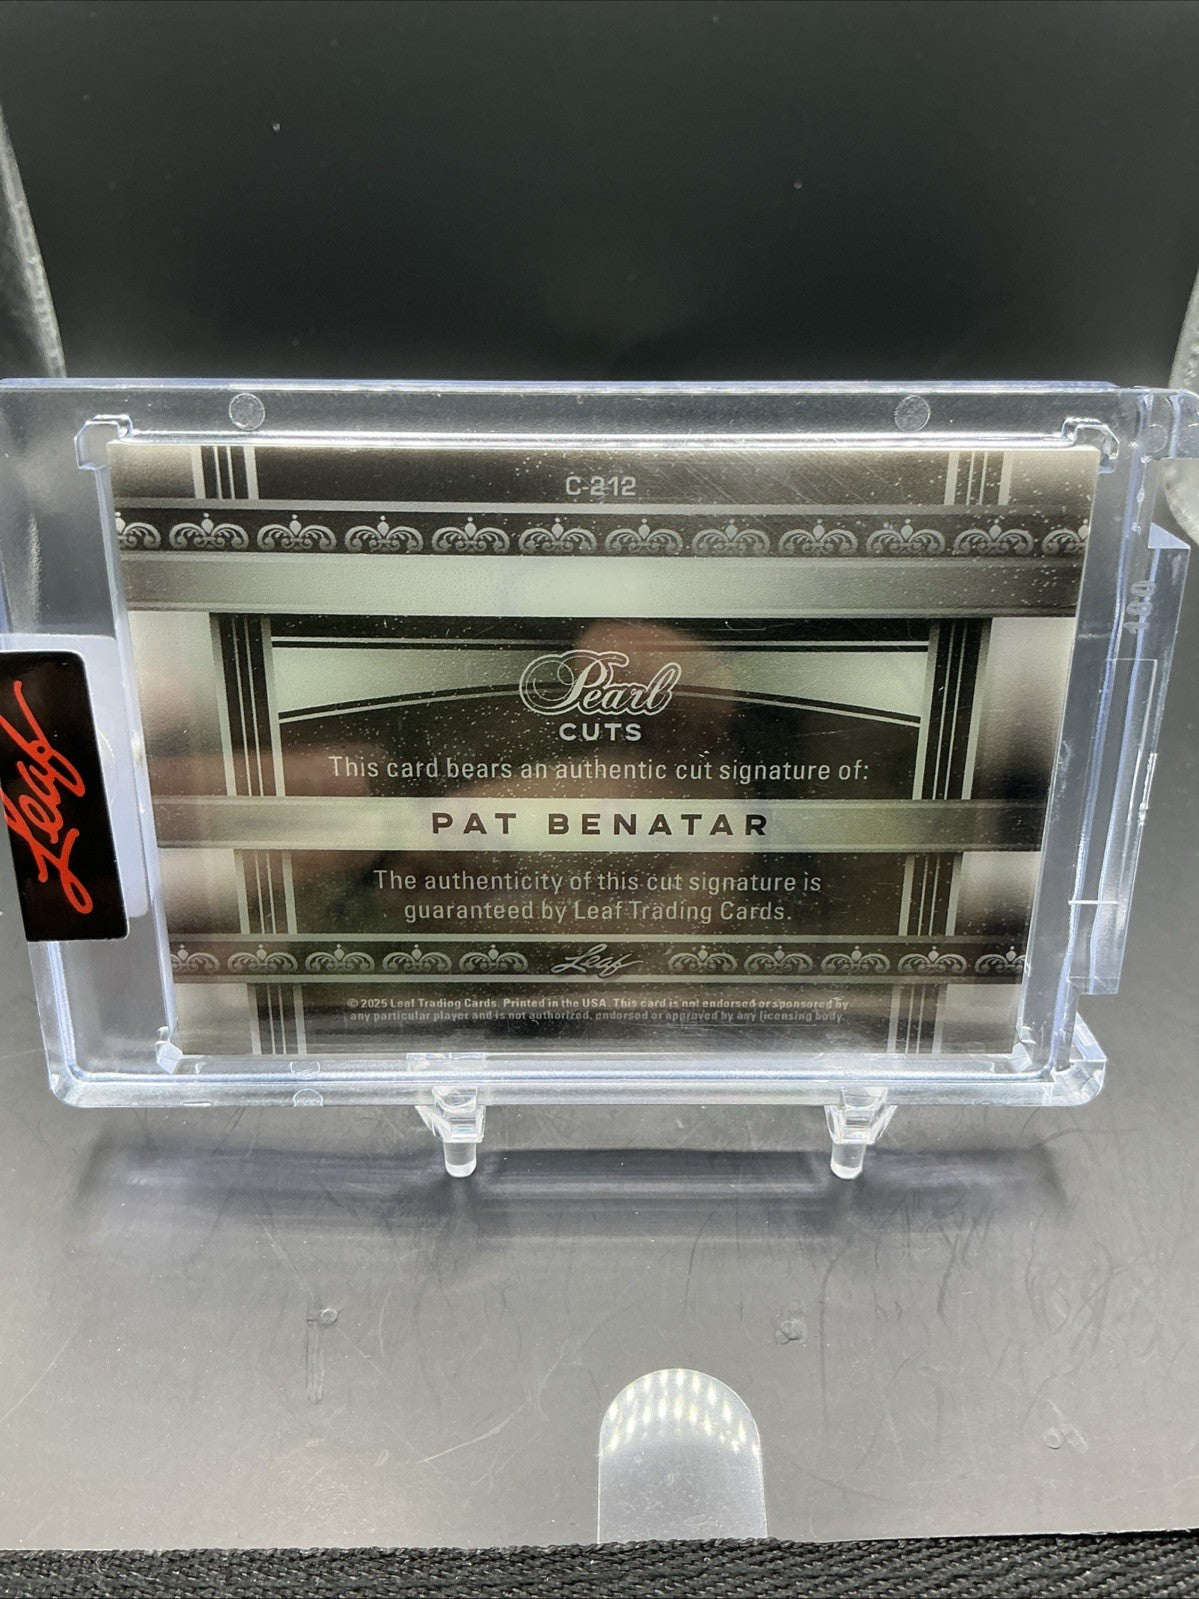 C-212
Pearl
CUTS
This card bears an authentic cut signature of:
PAT BENATAR
The authenticity of this cut signature is
guaranteed by Leaf Trading Cards.
Leaf
© 2025 Leaf Trading Cards. Printed in the USA. This card is not endorsed or sponsored by
any particular player and is not authorized, endorsed or approved by any licensing body.
Leaf
130